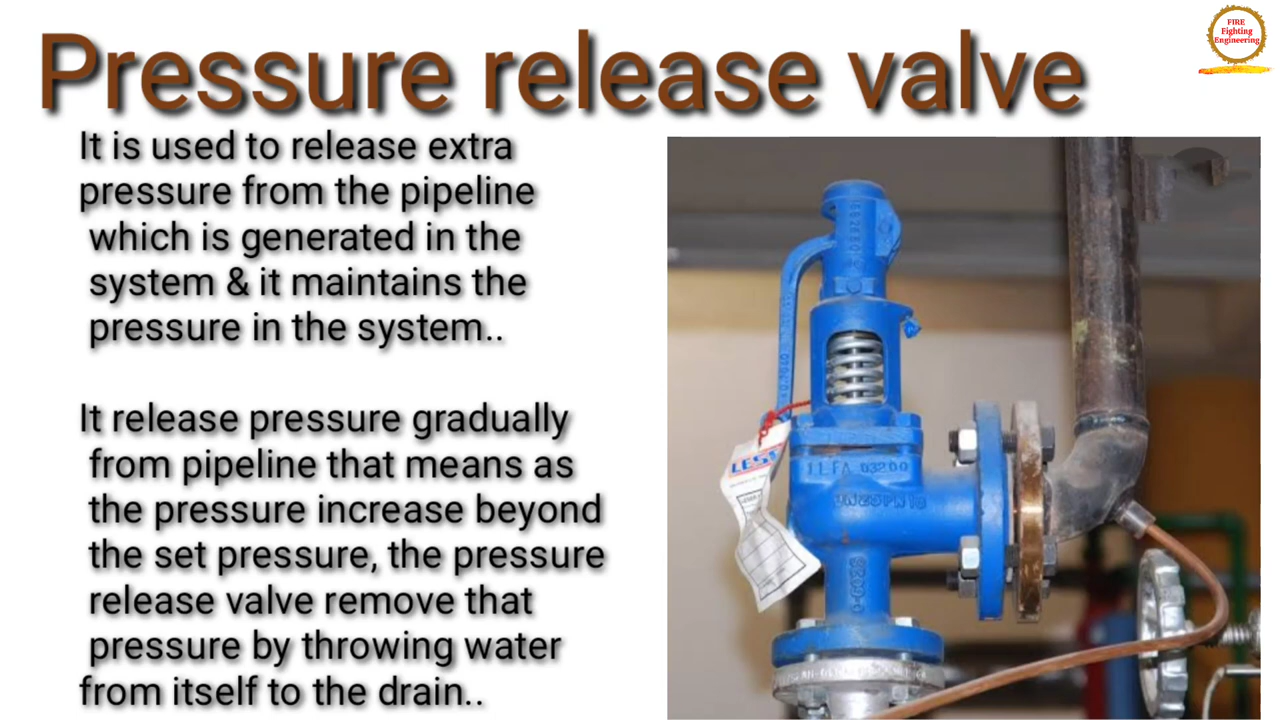 Pressure release valve
FIRE
Fighting
Engineering
It is used to release extra
pressure from the pipeline
which is generated in the
system & it maintains the
pressure in the system..
It release pressure gradually
from pipeline that means as
the pressure increase beyond
the set pressure, the pressure
release valve remove that
pressure by throwing water
from itself to the drain..
LESE